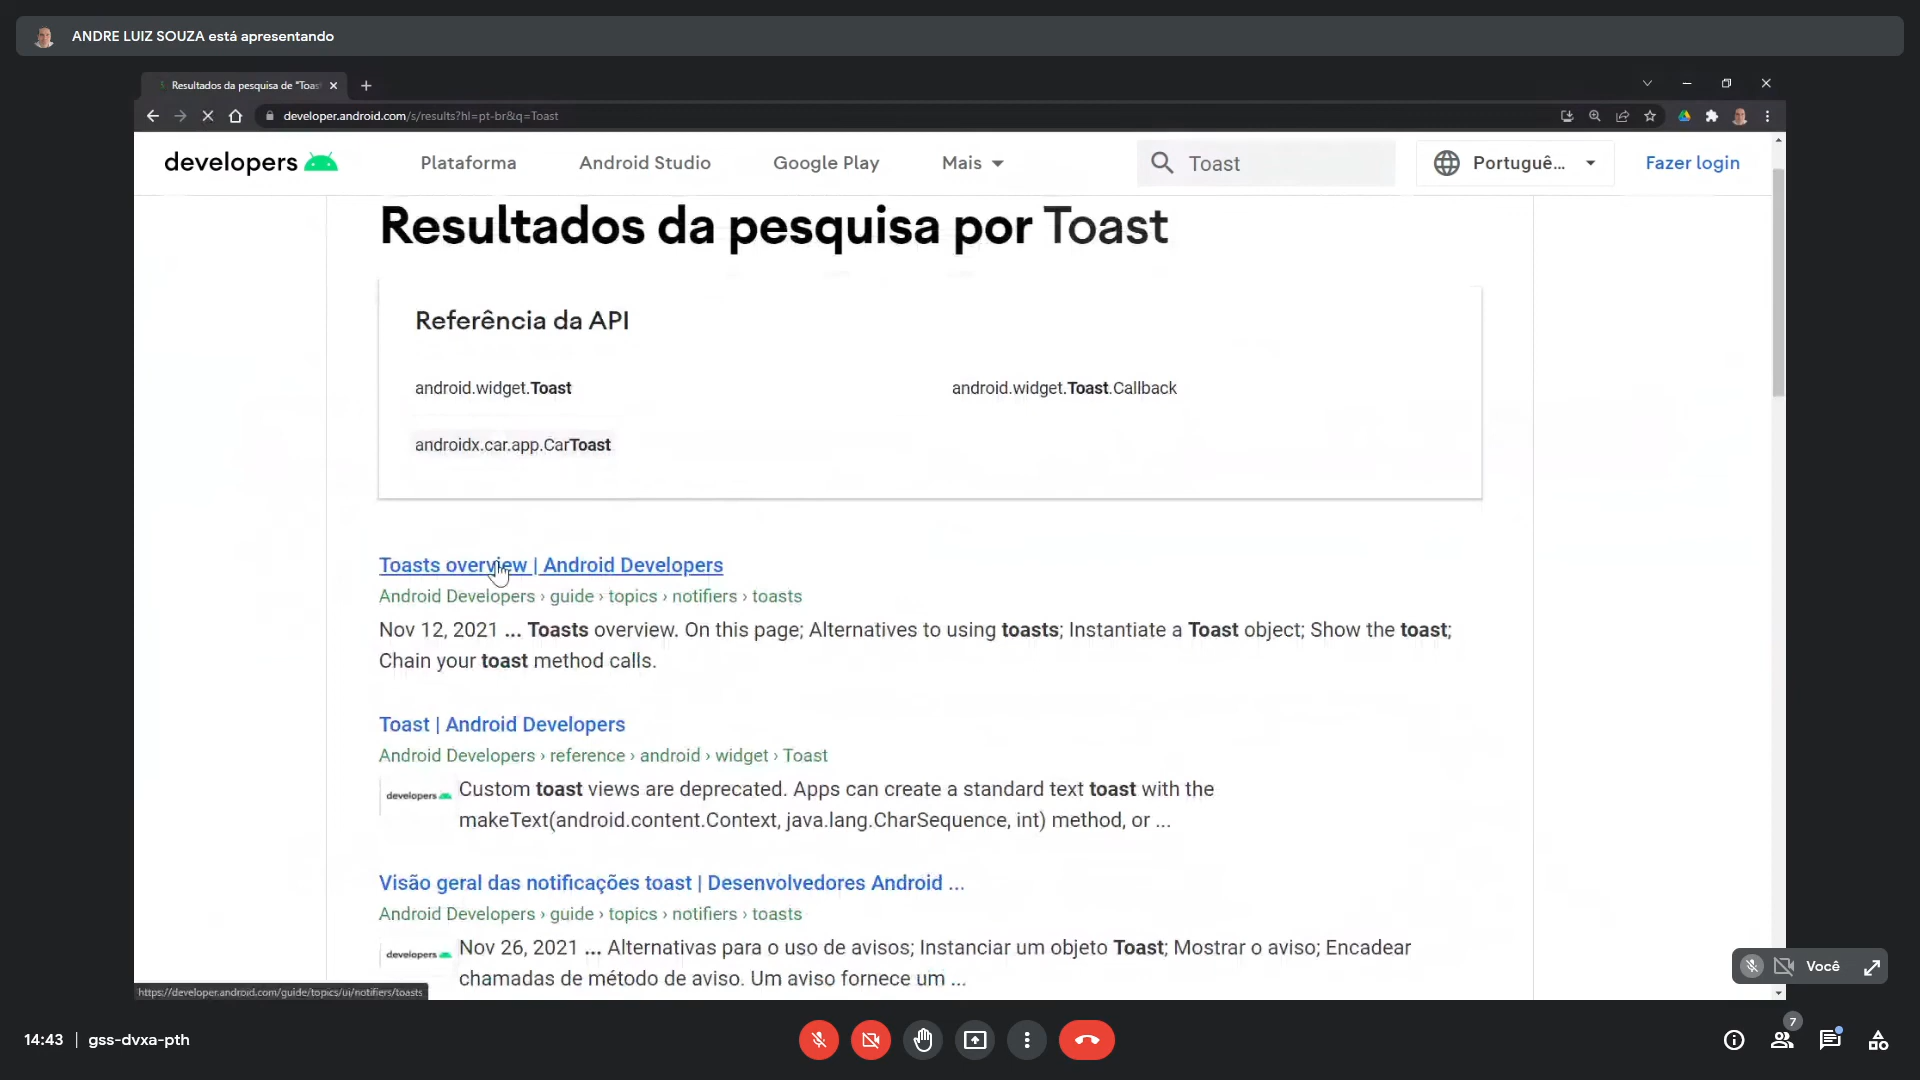 ANDRE LUIZ SOUZA está apresentando
Resultados da pesquisa de "Toas
developer.android.com/s/results?hl=pt-br&q=Toast
developers
Plataforma
Android Studio
Google Play
Mais
Toast
Portuguê...
Fazer login
Resultados da pesquisa por Toast
Referência da API
android.widget.Toast
android.widget.Toast.Callback
androidx.car.app.CarToast
Toasts overview | Android Developers
Android Developers › guide › topics › notifiers › toasts
Nov 12, 2021 ... Toasts overview. On this page; Alternatives to using toasts; Instantiate a Toast object; Show the toast;
Chain your toast method calls.
Toast | Android Developers
Android Developers › reference › android › widget › Toast
developers
Custom toast views are deprecated. Apps can create a standard text toast with the
makeText(android.content.Context, java.lang.CharSequence, int) method, or ...
Visão geral das notificações toast | Desenvolvedores Android ...
Android Developers › guide › topics › notifiers › toasts
developers
Nov 26, 2021 ... Alternativas para o uso de avisos; Instanciar um objeto Toast; Mostrar o aviso; Encadear
chamadas de método de aviso. Um aviso fornece um ...
Você
https://developer.android.com/guide/topics/ui/notifiers/toasts
14:43 | gss-dvxa-pth
7